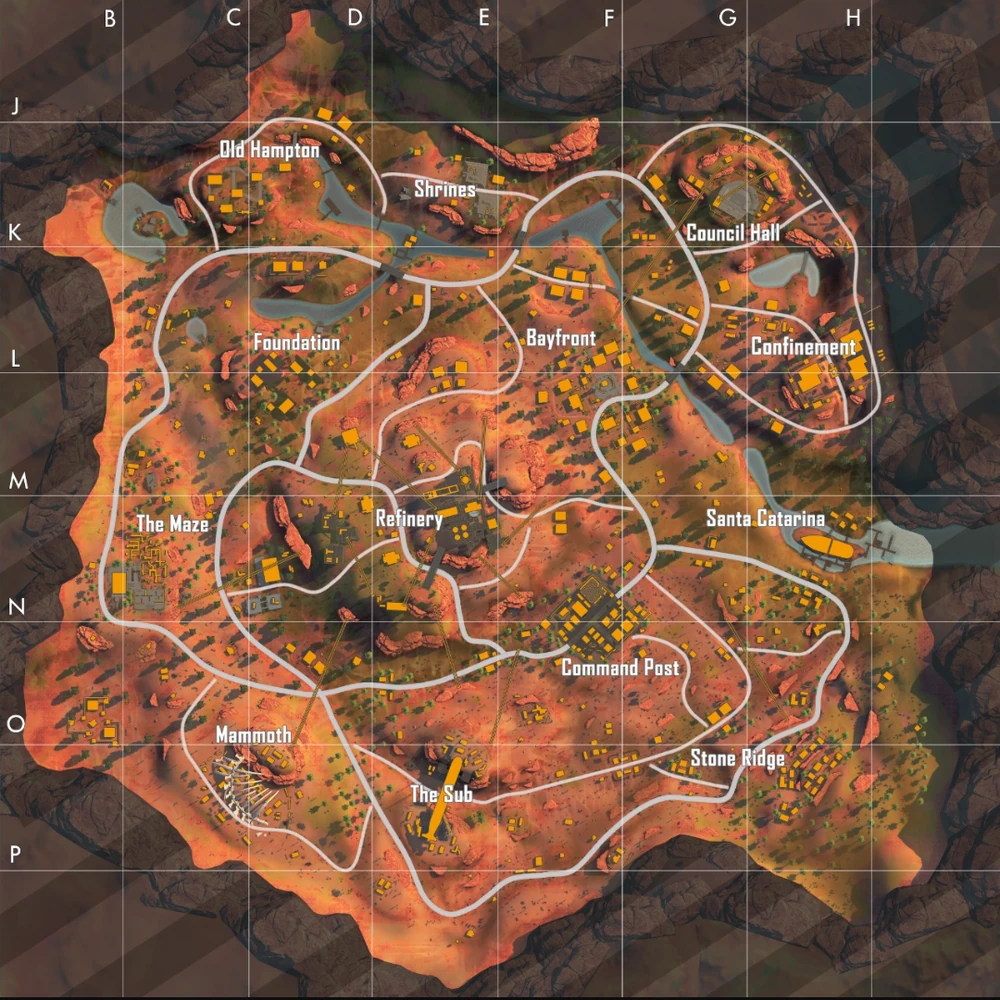 B C D E F G H
J
Old Hampton
Shrines
K
Council Hall
Foundation
Bayfront
Confinement
L
M
The Maze
Refinery
Santa Catarina
N
Command Post
O
Mammoth
Stone Ridge
The Sub
P